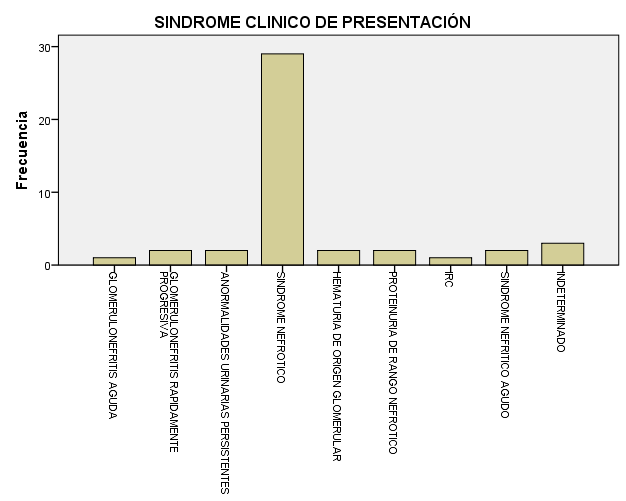 SINDROME CLINICO DE PRESENTACIÓN
Frecuencia
30
20
10
0
GLOMERULONEFRITIS AGUDA
GLOMERULONEFRITIS RAPIDAMENTE
PROGRESIVA
ANORMALIDADES URINARIAS PERSISTENTES
SINDROME NEFROTICO
HEMATURIA DE ORIGEN GLOMERULAR
PROTEINURIA DE RANGO NEFROTICO
IRC
SINDROME NEFRITICO AGUDO
INDETERMINADO